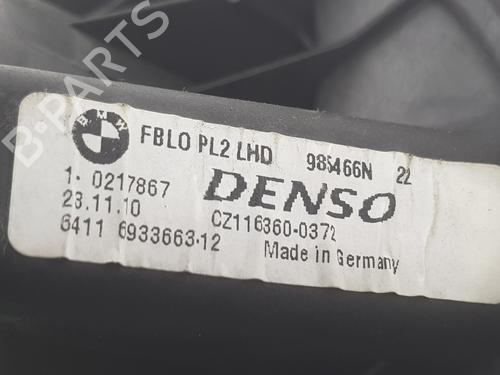 BMW
FBLO PL2 LHD 985466N 22
1- 0217867
DENSO
23.11.10
CZ116360-0372
6411 6933663-12
Made in Germany
B-PARTS